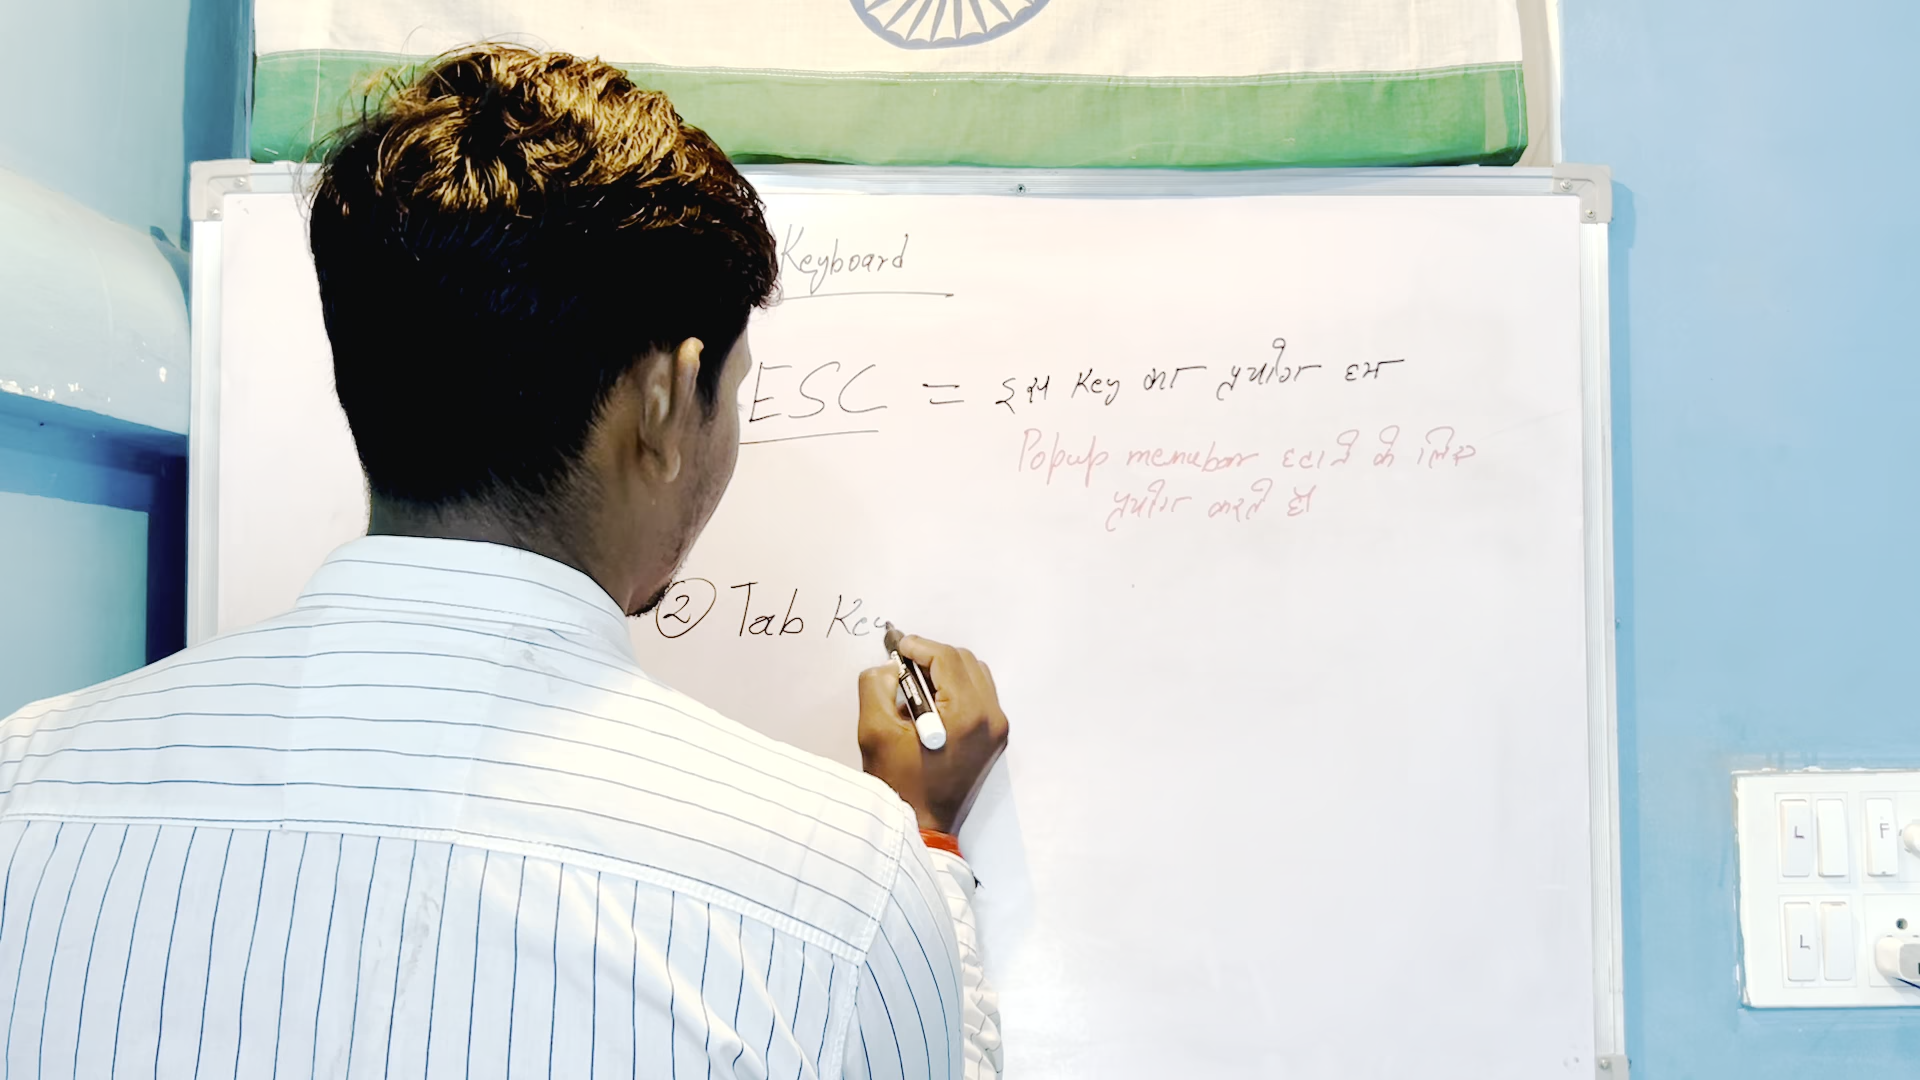 Keyboard
ESC = इस Key का प्रयोग हम
Popup menubar हटाने के लिए
प्रयोग करते है
② Tab Key
L
F
L